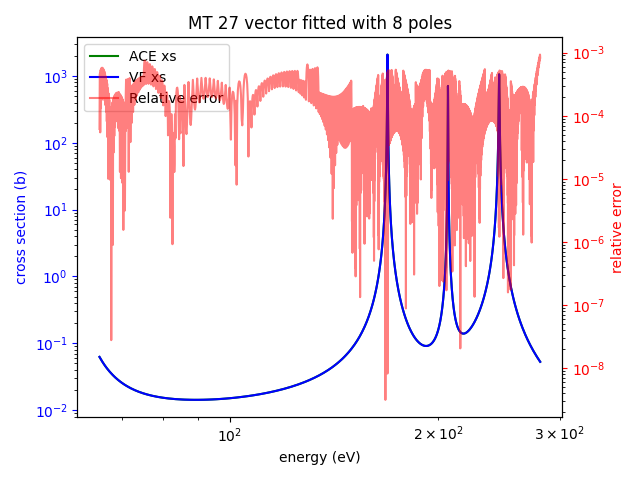 MT 27 vector fitted with 8 poles
ACE xs
VF xs
Relative error
cross section (b)
10³
10²
10¹
10⁰
10⁻¹
10⁻²
relative error
10⁻³
10⁻⁴
10⁻⁵
10⁻⁶
10⁻⁷
10⁻⁸
10²
2 × 10²
3 × 10²
energy (eV)